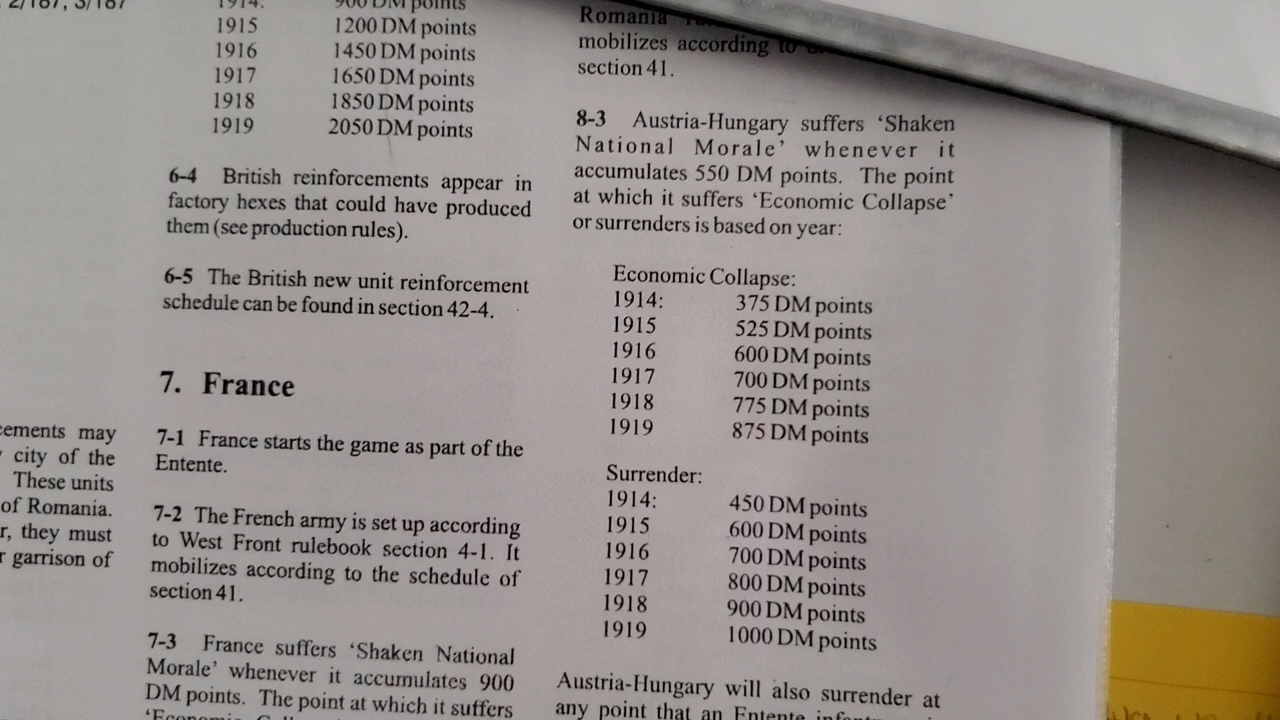 2/187, 3/187
cements may
city of the
These units
of Romania.
r, they must
r garrison of
1914: 900 DM points
1915 1200 DM points
1916 1450 DM points
1917 1650 DM points
1918 1850 DM points
1919 2050 DM points
6-4 British reinforcements appear in
factory hexes that could have produced
them (see production rules).
6-5 The British new unit reinforcement
schedule can be found in section 42-4.
7. France
7-1 France starts the game as part of the
Entente.
7-2 The French army is set up according
to West Front rulebook section 4-1. It
mobilizes according to the schedule of
section 41.
7-3 France suffers ‘Shaken National
Morale’ whenever it accumulates 900
DM points. The point at which it suffers
Romania
mobilizes according to
section 41.
8-3 Austria-Hungary suffers ‘Shaken
National Morale’ whenever it
accumulates 550 DM points. The point
at which it suffers ‘Economic Collapse’
or surrenders is based on year:
Economic Collapse:
1914: 375 DM points
1915 525 DM points
1916 600 DM points
1917 700 DM points
1918 775 DM points
1919 875 DM points
Surrender:
1914: 450 DM points
1915 600 DM points
1916 700 DM points
1917 800 DM points
1918 900 DM points
1919 1000 DM points
Austria-Hungary will also surrender at
any point that an Entente